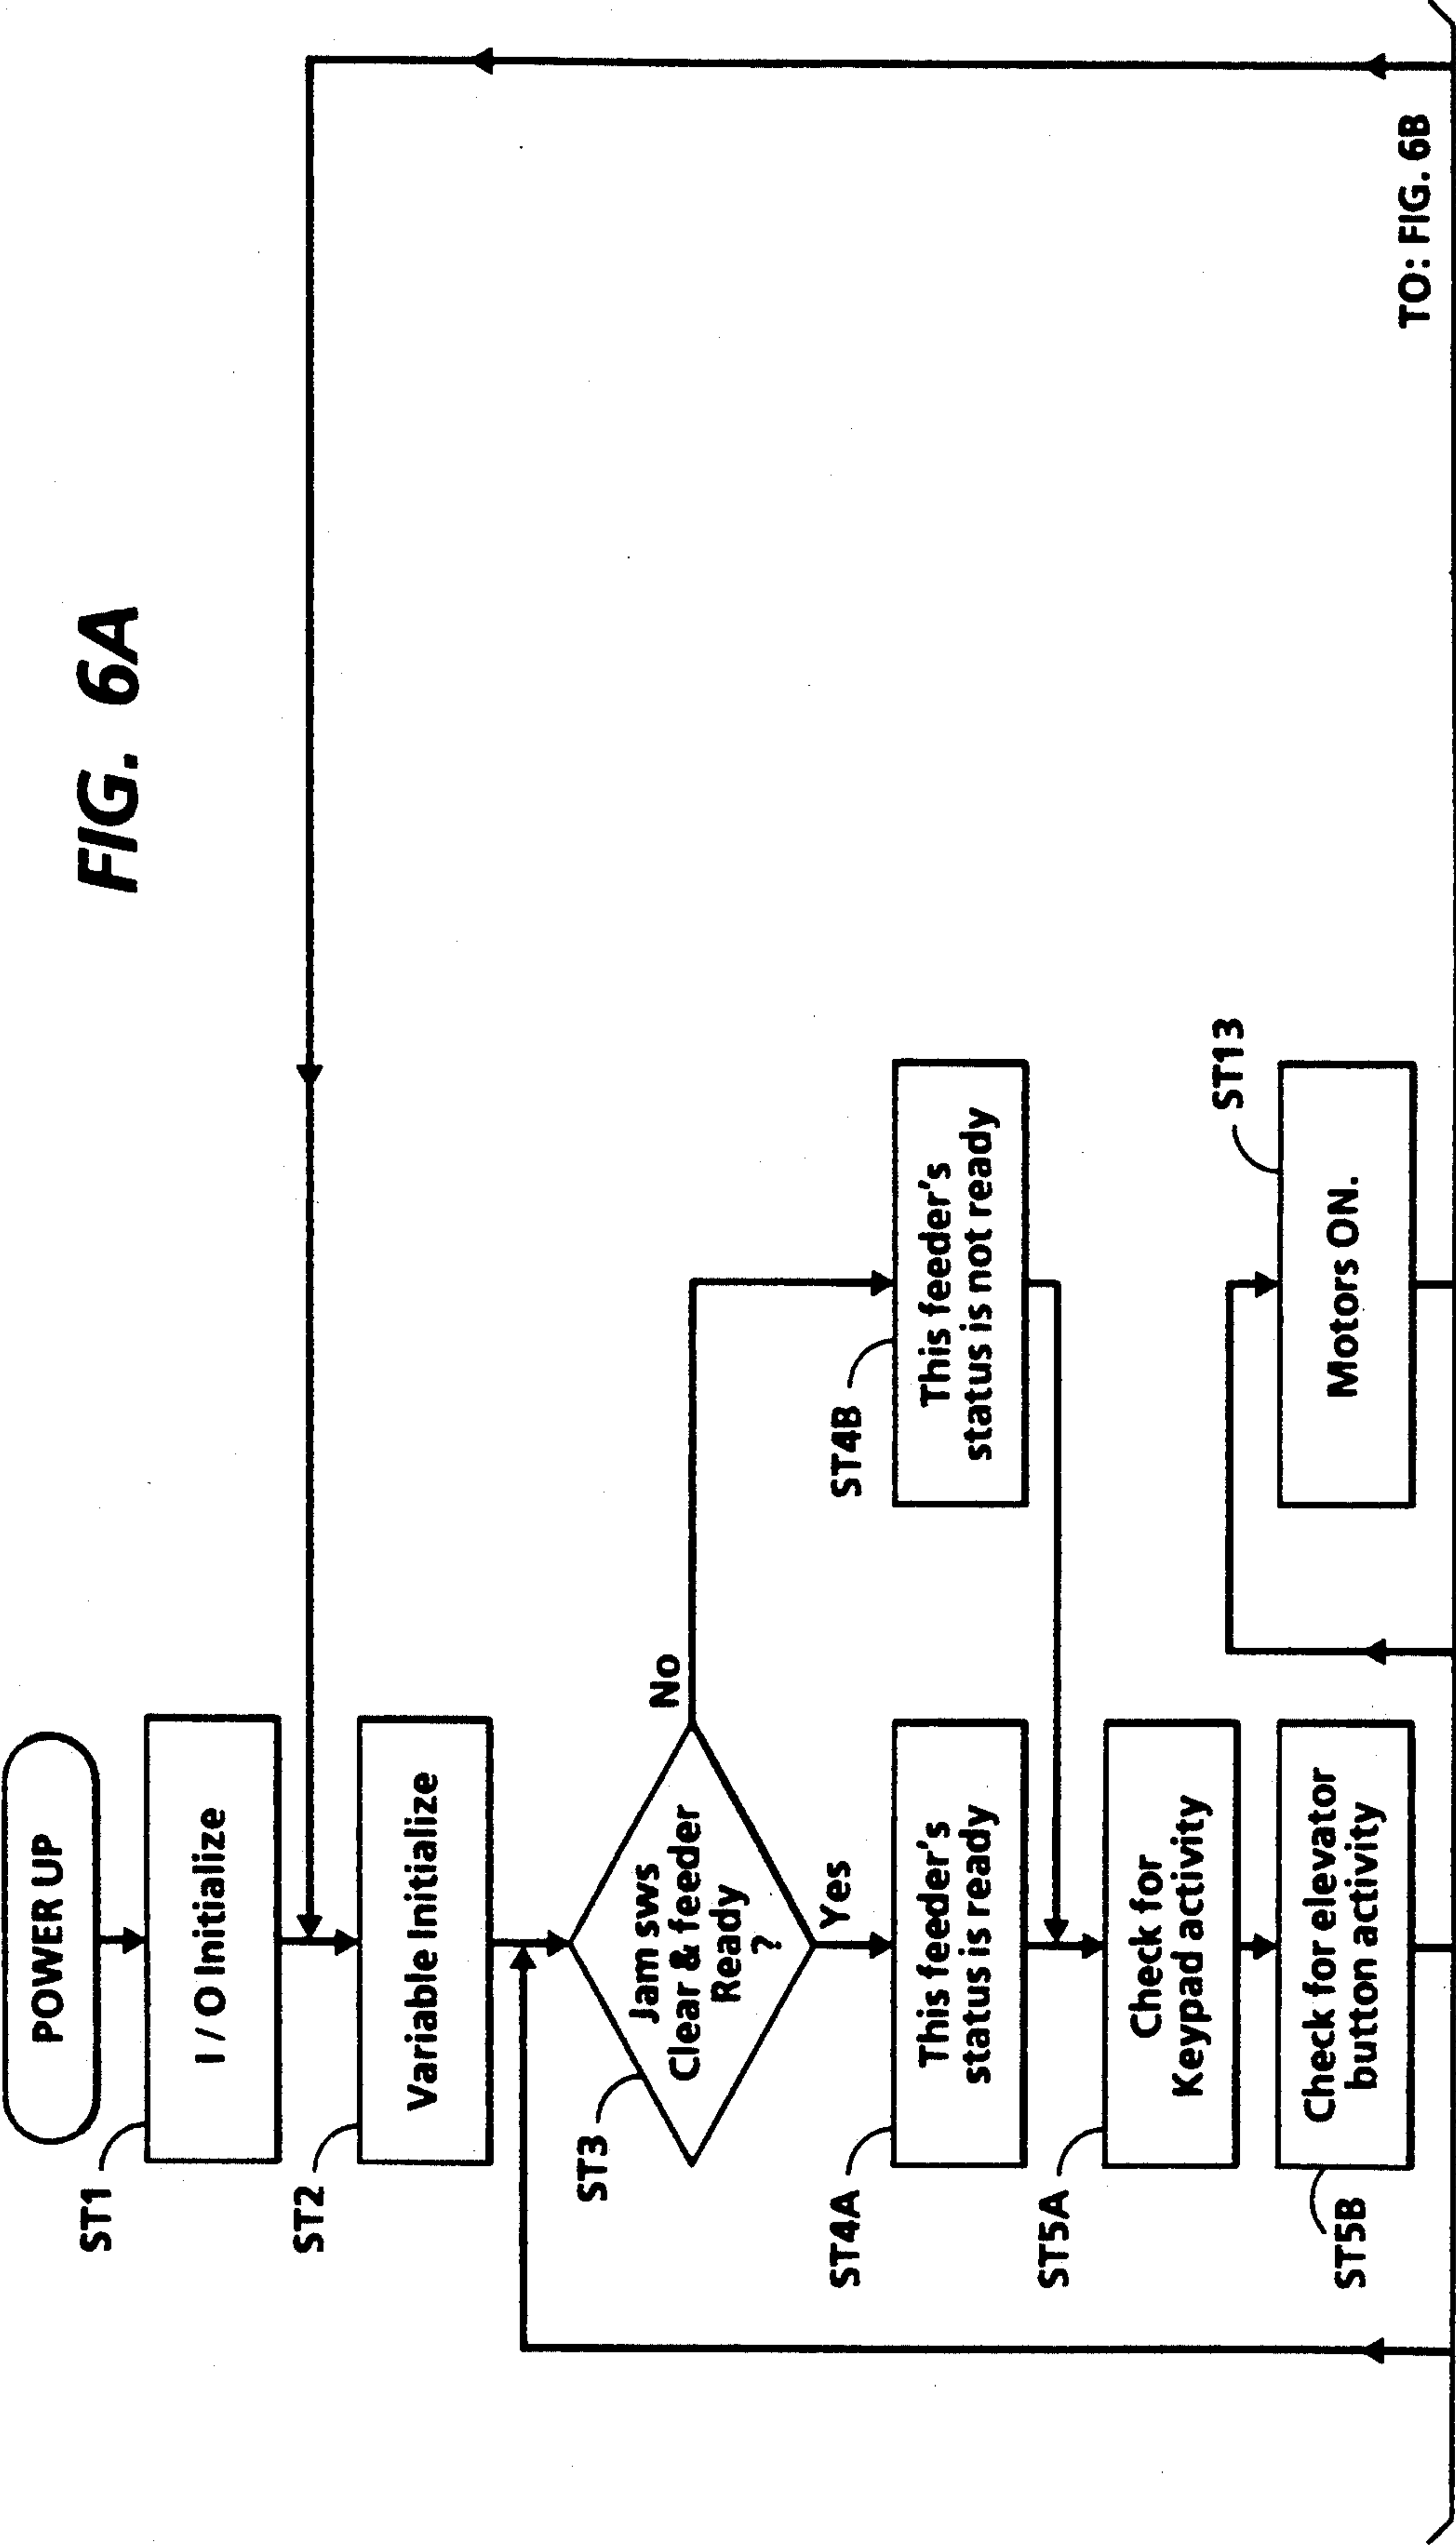 FIG. 6A
POWER UP
ST1
I / O Initialize
ST2
Variable Initialize
ST3
Jam sws
Clear & feeder
Ready
?
No
Yes
ST4A
This feeder's
status is ready
ST4B
This feeder's
status is not ready
ST5A
Check for
Keypad activity
ST5B
Check for elevator
button activity
ST13
Motors ON.
TO: FIG. 6B